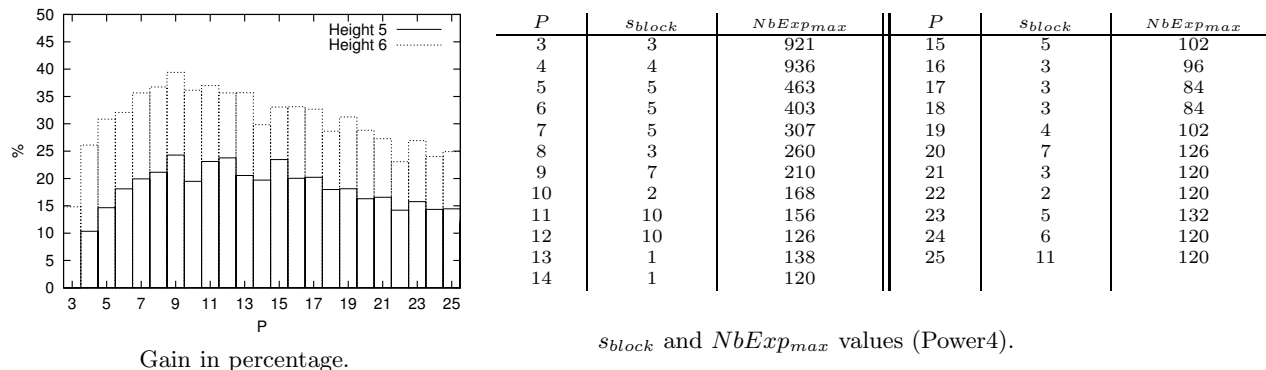 50
45
40
35
30
25
20
15
10
5
0
%
Height 5
Height 6
3 5 7 9 11 13 15 17 19 21 23 25
P
Gain in percentage.
P s_block NbExp_max P s_block NbExp_max
3 3 921 15 5 102
4 4 936 16 3 96
5 5 463 17 3 84
6 5 403 18 3 84
7 5 307 19 4 102
8 3 260 20 7 126
9 7 210 21 3 120
10 2 168 22 2 120
11 10 156 23 5 132
12 10 126 24 6 120
13 1 138 25 11 120
14 1 120
s_block and NbExp_max values (Power4).